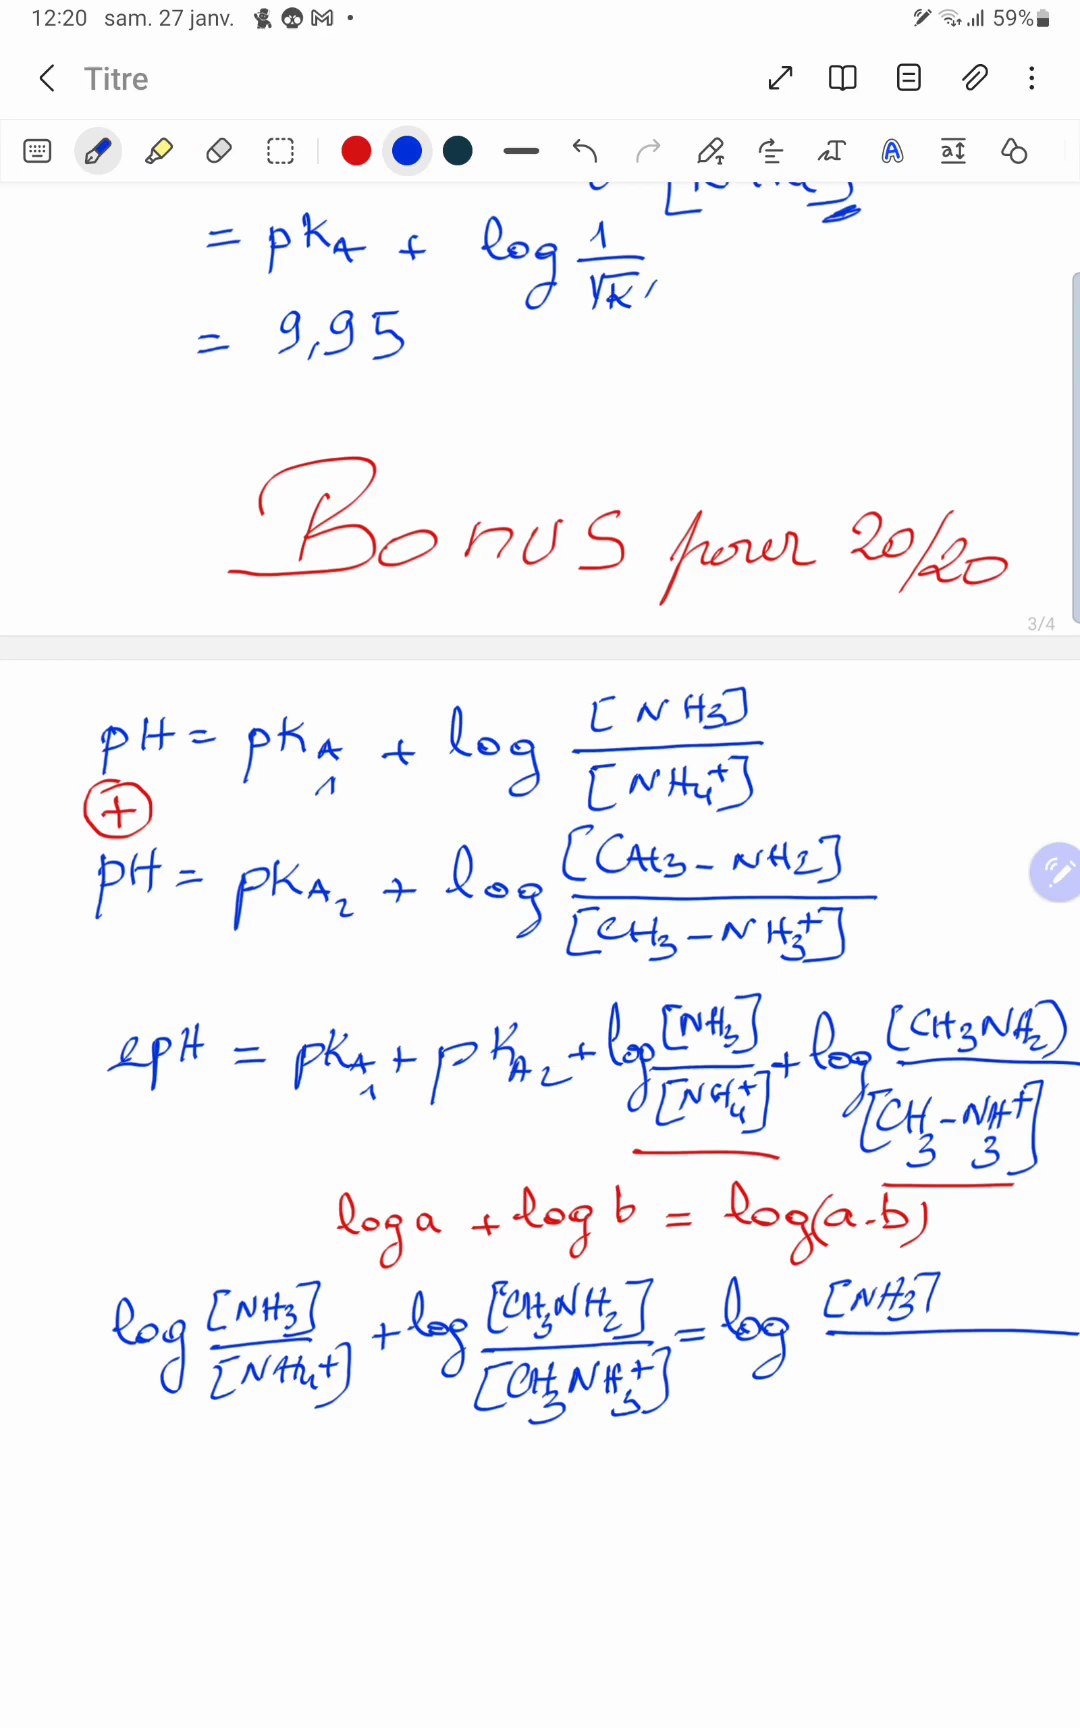 12:20 sam. 27 janv. 59%
Titre
= pKA + log 1/√K
= 9,95
Bonus pour 20/20
3/4
pH = pKA1 + log [NH3]/[NH4+]
+
pH = pKA2 + log [CH3-NH2]/[CH3-NH3+]
2pH = pKA1 + pKA2 + log [NH3]/[NH4+] + log [CH3NH2]/[CH3-NH3+]
log a + log b = log(a.b)
log [NH3]/[NH4+] + log [CH3NH2]/[CH3NH3+] = log [NH3]